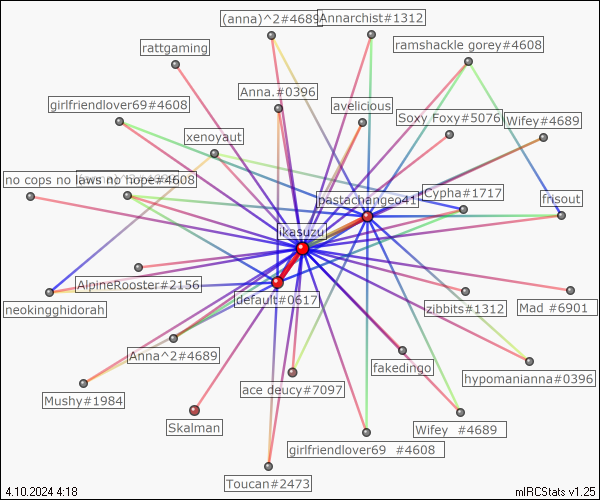 (anna)^2#4689
Annarchist#1312
rattgaming
ramshackle gorey#4608
Anna.#0396
avelicious
girlfriendlover69#4608
Soxy Foxy#5076
Wifey#4689
xenoyaut
no cops no laws no hope#4608
pastachangeo41
Cypha#1717
frisout
ikasuzu
AlpineRooster#2156
default#0617
neokingghidorah
zjbbits#1312
Mad #6901
Anna^2#4689
fakedingo
hypomanianna#0396
ace deucy#7097
Mushy#1984
Skalman
Wifey #4689
girlfriendlover69 #4608
Toucan#2473
4.10.2024 4:18
mIRCStats v1.25